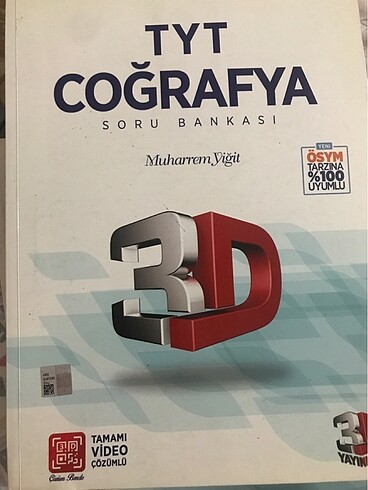 TYT
COĞRAFYA
SORU BANKASI
Muharrem Yiğit
YENİ
ÖSYM
TARZINA
%100
UYUMLU
3D
TAMAMI
VİDEO
ÇÖZÜMLÜ
3D
YAYIN